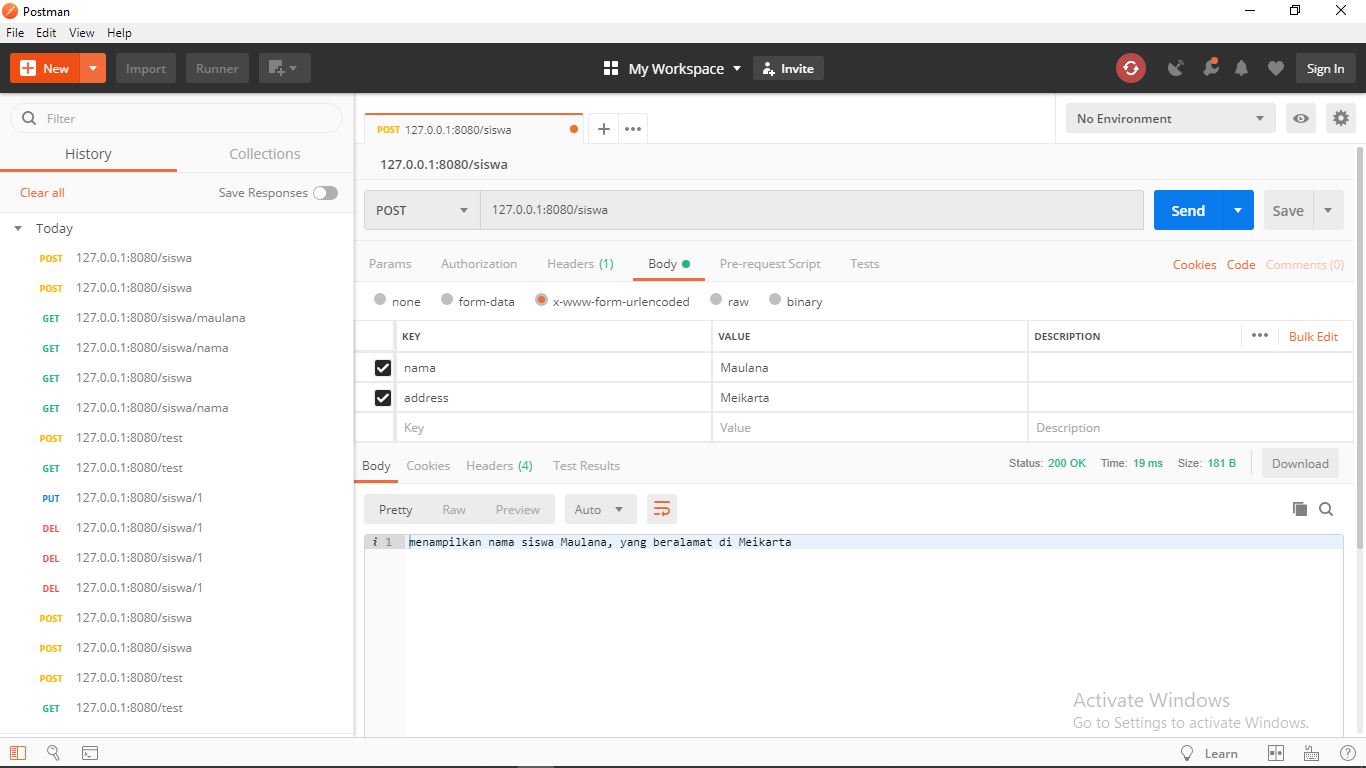 Postman
File Edit View Help
New Import Runner My Workspace Invite Sign In
Filter
History Collections
Clear all Save Responses
Today
POST 127.0.0.1:8080/siswa
POST 127.0.0.1:8080/siswa
GET 127.0.0.1:8080/siswa/maulana
GET 127.0.0.1:8080/siswa/nama
GET 127.0.0.1:8080/siswa
GET 127.0.0.1:8080/siswa/nama
POST 127.0.0.1:8080/test
GET 127.0.0.1:8080/test
PUT 127.0.0.1:8080/siswa/1
DEL 127.0.0.1:8080/siswa/1
DEL 127.0.0.1:8080/siswa/1
DEL 127.0.0.1:8080/siswa/1
POST 127.0.0.1:8080/siswa
POST 127.0.0.1:8080/siswa
POST 127.0.0.1:8080/test
GET 127.0.0.1:8080/test
POST 127.0.0.1:8080/siswa
No Environment
127.0.0.1:8080/siswa
POST 127.0.0.1:8080/siswa Send Save
Params Authorization Headers (1) Body Pre-request Script Tests Cookies Code Comments (0)
none form-data x-www-form-urlencoded raw binary
KEY VALUE DESCRIPTION Bulk Edit
nama Maulana
address Meikarta
Key Value Description
Body Cookies Headers (4) Test Results Status: 200 OK Time: 19 ms Size: 181 B Download
Pretty Raw Preview Auto
i 1 menampilkan nama siswa Maulana, yang beralamat di Meikarta
Activate Windows
Go to Settings to activate Windows.
Learn